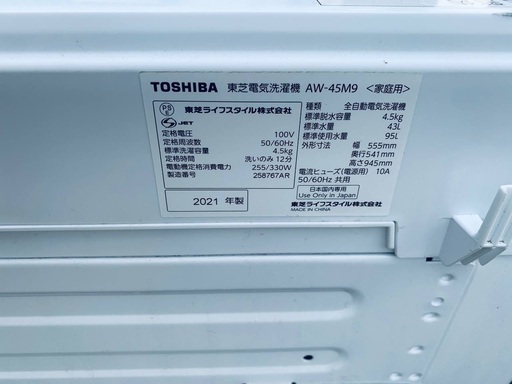 TOSHIBA 東芝電気洗濯機 AW-45M9 <家庭用>
PS E 東芝ライフスタイル株式会社
JET
定格電圧 100V
定格周波数 50/60Hz
標準洗濯容量 4.5kg
定格時間 洗いのみ 12分
電動機定格消費電力 255/330W
製造番号 258767AR
2021 年製
種類 全自動電気洗濯機
標準脱水容量 4.5kg
標準水量 43L
標準使用水量 95L
外形寸法 幅 555mm
奥行541mm
高さ945mm
電流ヒューズ(電源用) 10A
50/60Hz 共用
日本国内専用
Use Only in Japan
東芝ライフスタイル株式会社
MADE IN CHINA